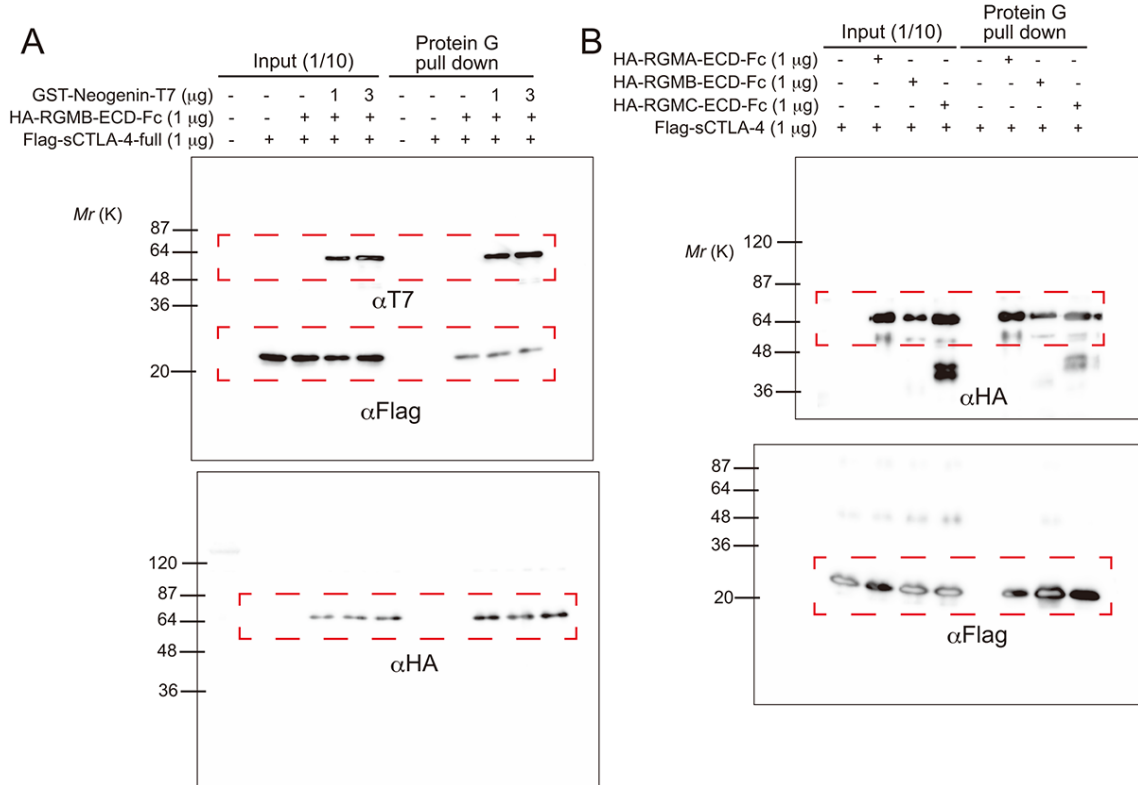 A
Input (1/10) Protein G pull down
GST-Neogenin-T7 (μg) - - - 1 3 - - - 1 3
HA-RGMB-ECD-Fc (1 μg) - - + + + - - + + +
Flag-sCTLA-4-full (1 μg) - + + + + - + + + +
Mr (K)
87
64
48
36
20
αT7
αFlag
120
87
64
48
36
αHA
B
Input (1/10) Protein G pull down
HA-RGMA-ECD-Fc (1 μg) - + - - - + - -
HA-RGMB-ECD-Fc (1 μg) - - + - - - + -
HA-RGMC-ECD-Fc (1 μg) - - - + - - - +
Flag-sCTLA-4 (1 μg) + + + + + + + +
Mr (K)
120
87
64
48
36
αHA
87
64
48
36
20
αFlag